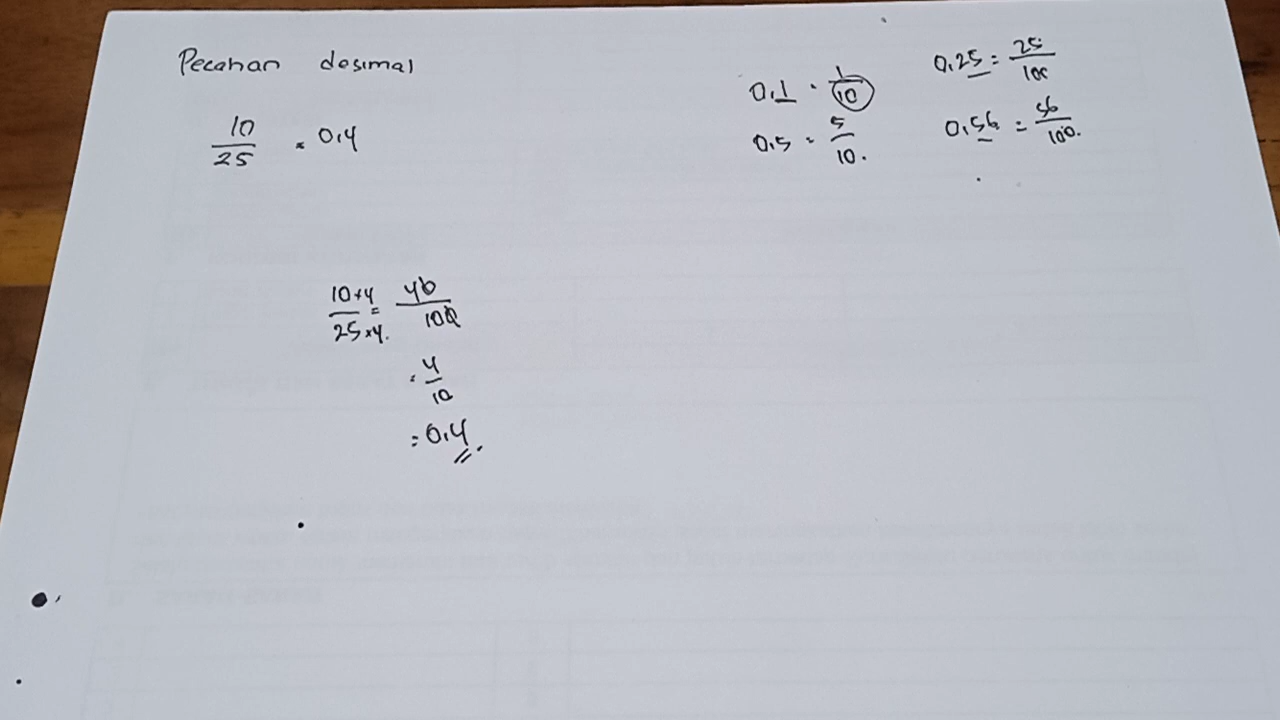 Pecahan desimal
10/25 = 0,4
0,1 = 1/10
0,5 = 5/10.
0,25 = 25/100
0,56 = 56/100.
10×4/25×4. = 40/100
= 4/10
= 0,4